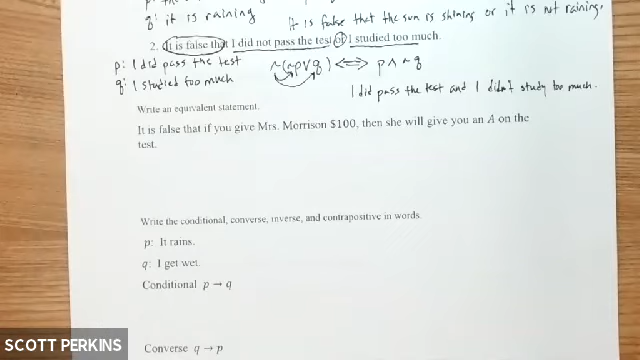 q: it is raining
It is false that the sun is shining or it is not raining.
2. It is false that I did not pass the test or I studied too much.
p: I did pass the test ~(~p∨q) ⟺ p∧~q
q: I studied too much
I did pass the test and I didn't study too much.
Write an equivalent statement.
It is false that if you give Mrs. Morrison $100, then she will give you an A on the
test.
Write the conditional, converse, inverse, and contrapositive in words.
p: It rains.
q: I get wet.
Conditional p → q
Converse q → p
SCOTT PERKINS